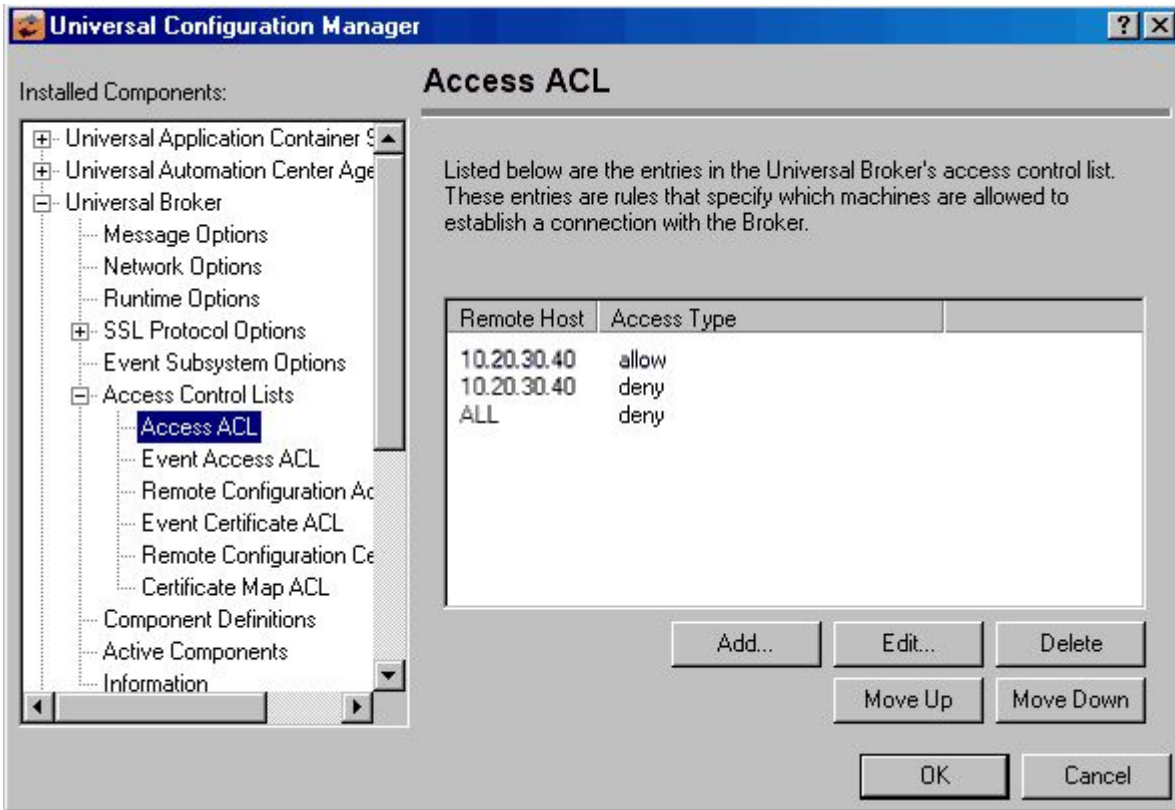 Universal Configuration Manager
Installed Components:
Universal Application Container S
Universal Automation Center Age
Universal Broker
Message Options
Network Options
Runtime Options
SSL Protocol Options
Event Subsystem Options
Access Control Lists
Access ACL
Event Access ACL
Remote Configuration Ac
Event Certificate ACL
Remote Configuration Ce
Certificate Map ACL
Component Definitions
Active Components
Information
Access ACL
Listed below are the entries in the Universal Broker's access control list.
These entries are rules that specify which machines are allowed to
establish a connection with the Broker.
Remote Host Access Type
10.20.30.40 allow
10.20.30.40 deny
ALL deny
Add... Edit... Delete
Move Up Move Down
OK Cancel